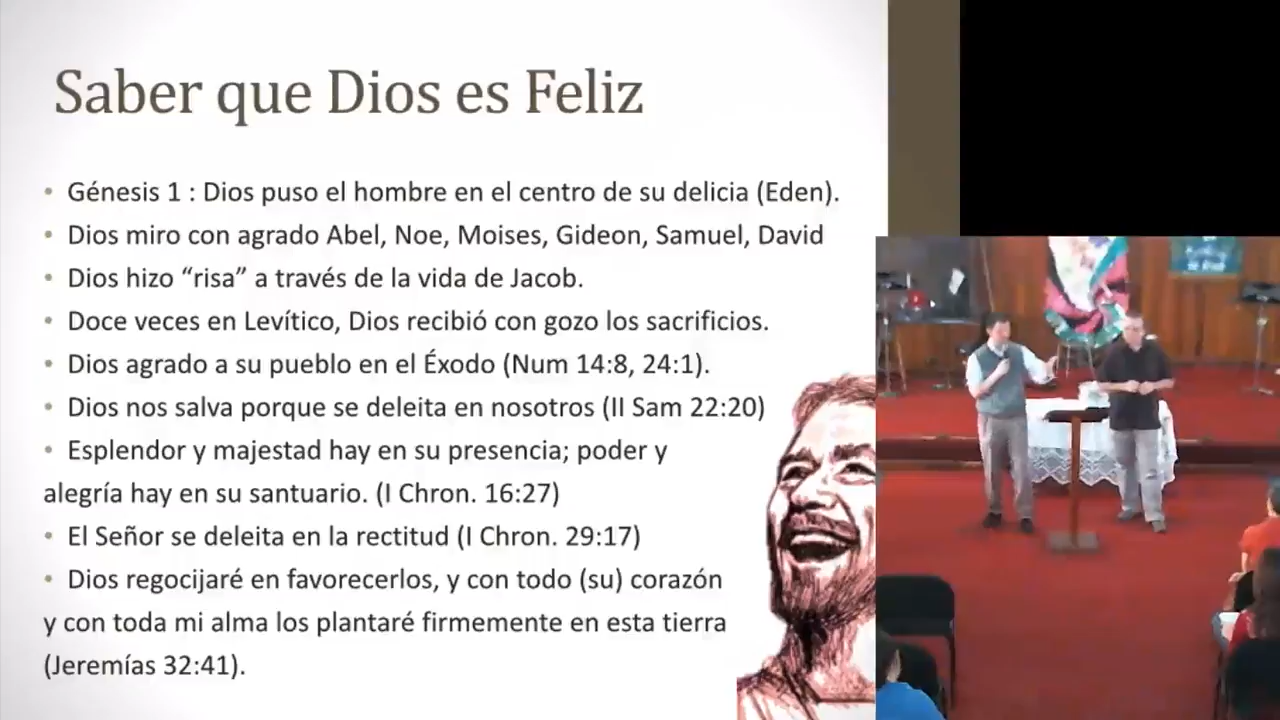 Saber que Dios es Feliz
• Génesis 1 : Dios puso el hombre en el centro de su delicia (Eden).
• Dios miro con agrado Abel, Noe, Moises, Gideon, Samuel, David
• Dios hizo “risa” a través de la vida de Jacob.
• Doce veces en Levítico, Dios recibió con gozo los sacrificios.
• Dios agrado a su pueblo en el Éxodo (Num 14:8, 24:1).
• Dios nos salva porque se deleita en nosotros (II Sam 22:20)
• Esplendor y majestad hay en su presencia; poder y
alegría hay en su santuario. (I Chron. 16:27)
• El Señor se deleita en la rectitud (I Chron. 29:17)
• Dios regocijaré en favorecerlos, y con todo (su) corazón
y con toda mi alma los plantaré firmemente en esta tierra
(Jeremías 32:41).